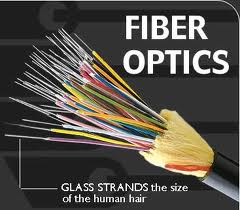 FIBER
OPTICS
GLASS STRANDS the size
of the human hair